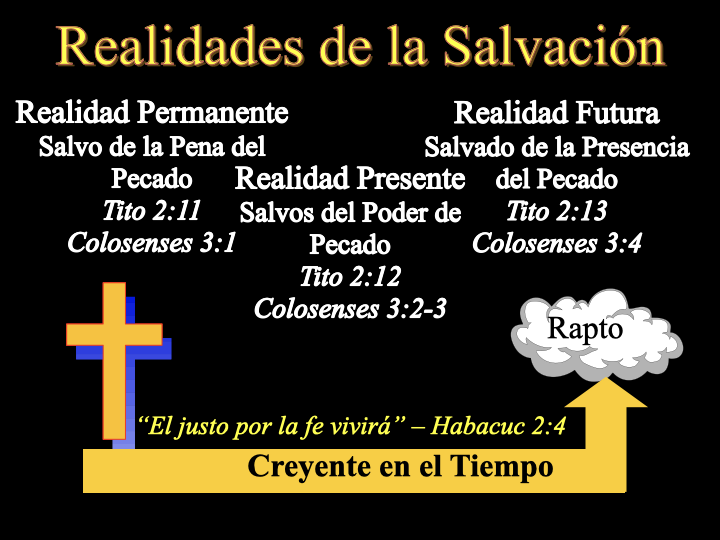 Realidades de la Salvación
Realidad Permanente
Salvo de la Pena del
Pecado
Tito 2:11
Colosenses 3:1
Realidad Presente
Salvos del Poder de
Pecado
Tito 2:12
Colosenses 3:2-3
Realidad Futura
Salvado de la Presencia
del Pecado
Tito 2:13
Colosenses 3:4
Rapto
“El justo por la fe vivirá” – Habacuc 2:4
Creyente en el Tiempo